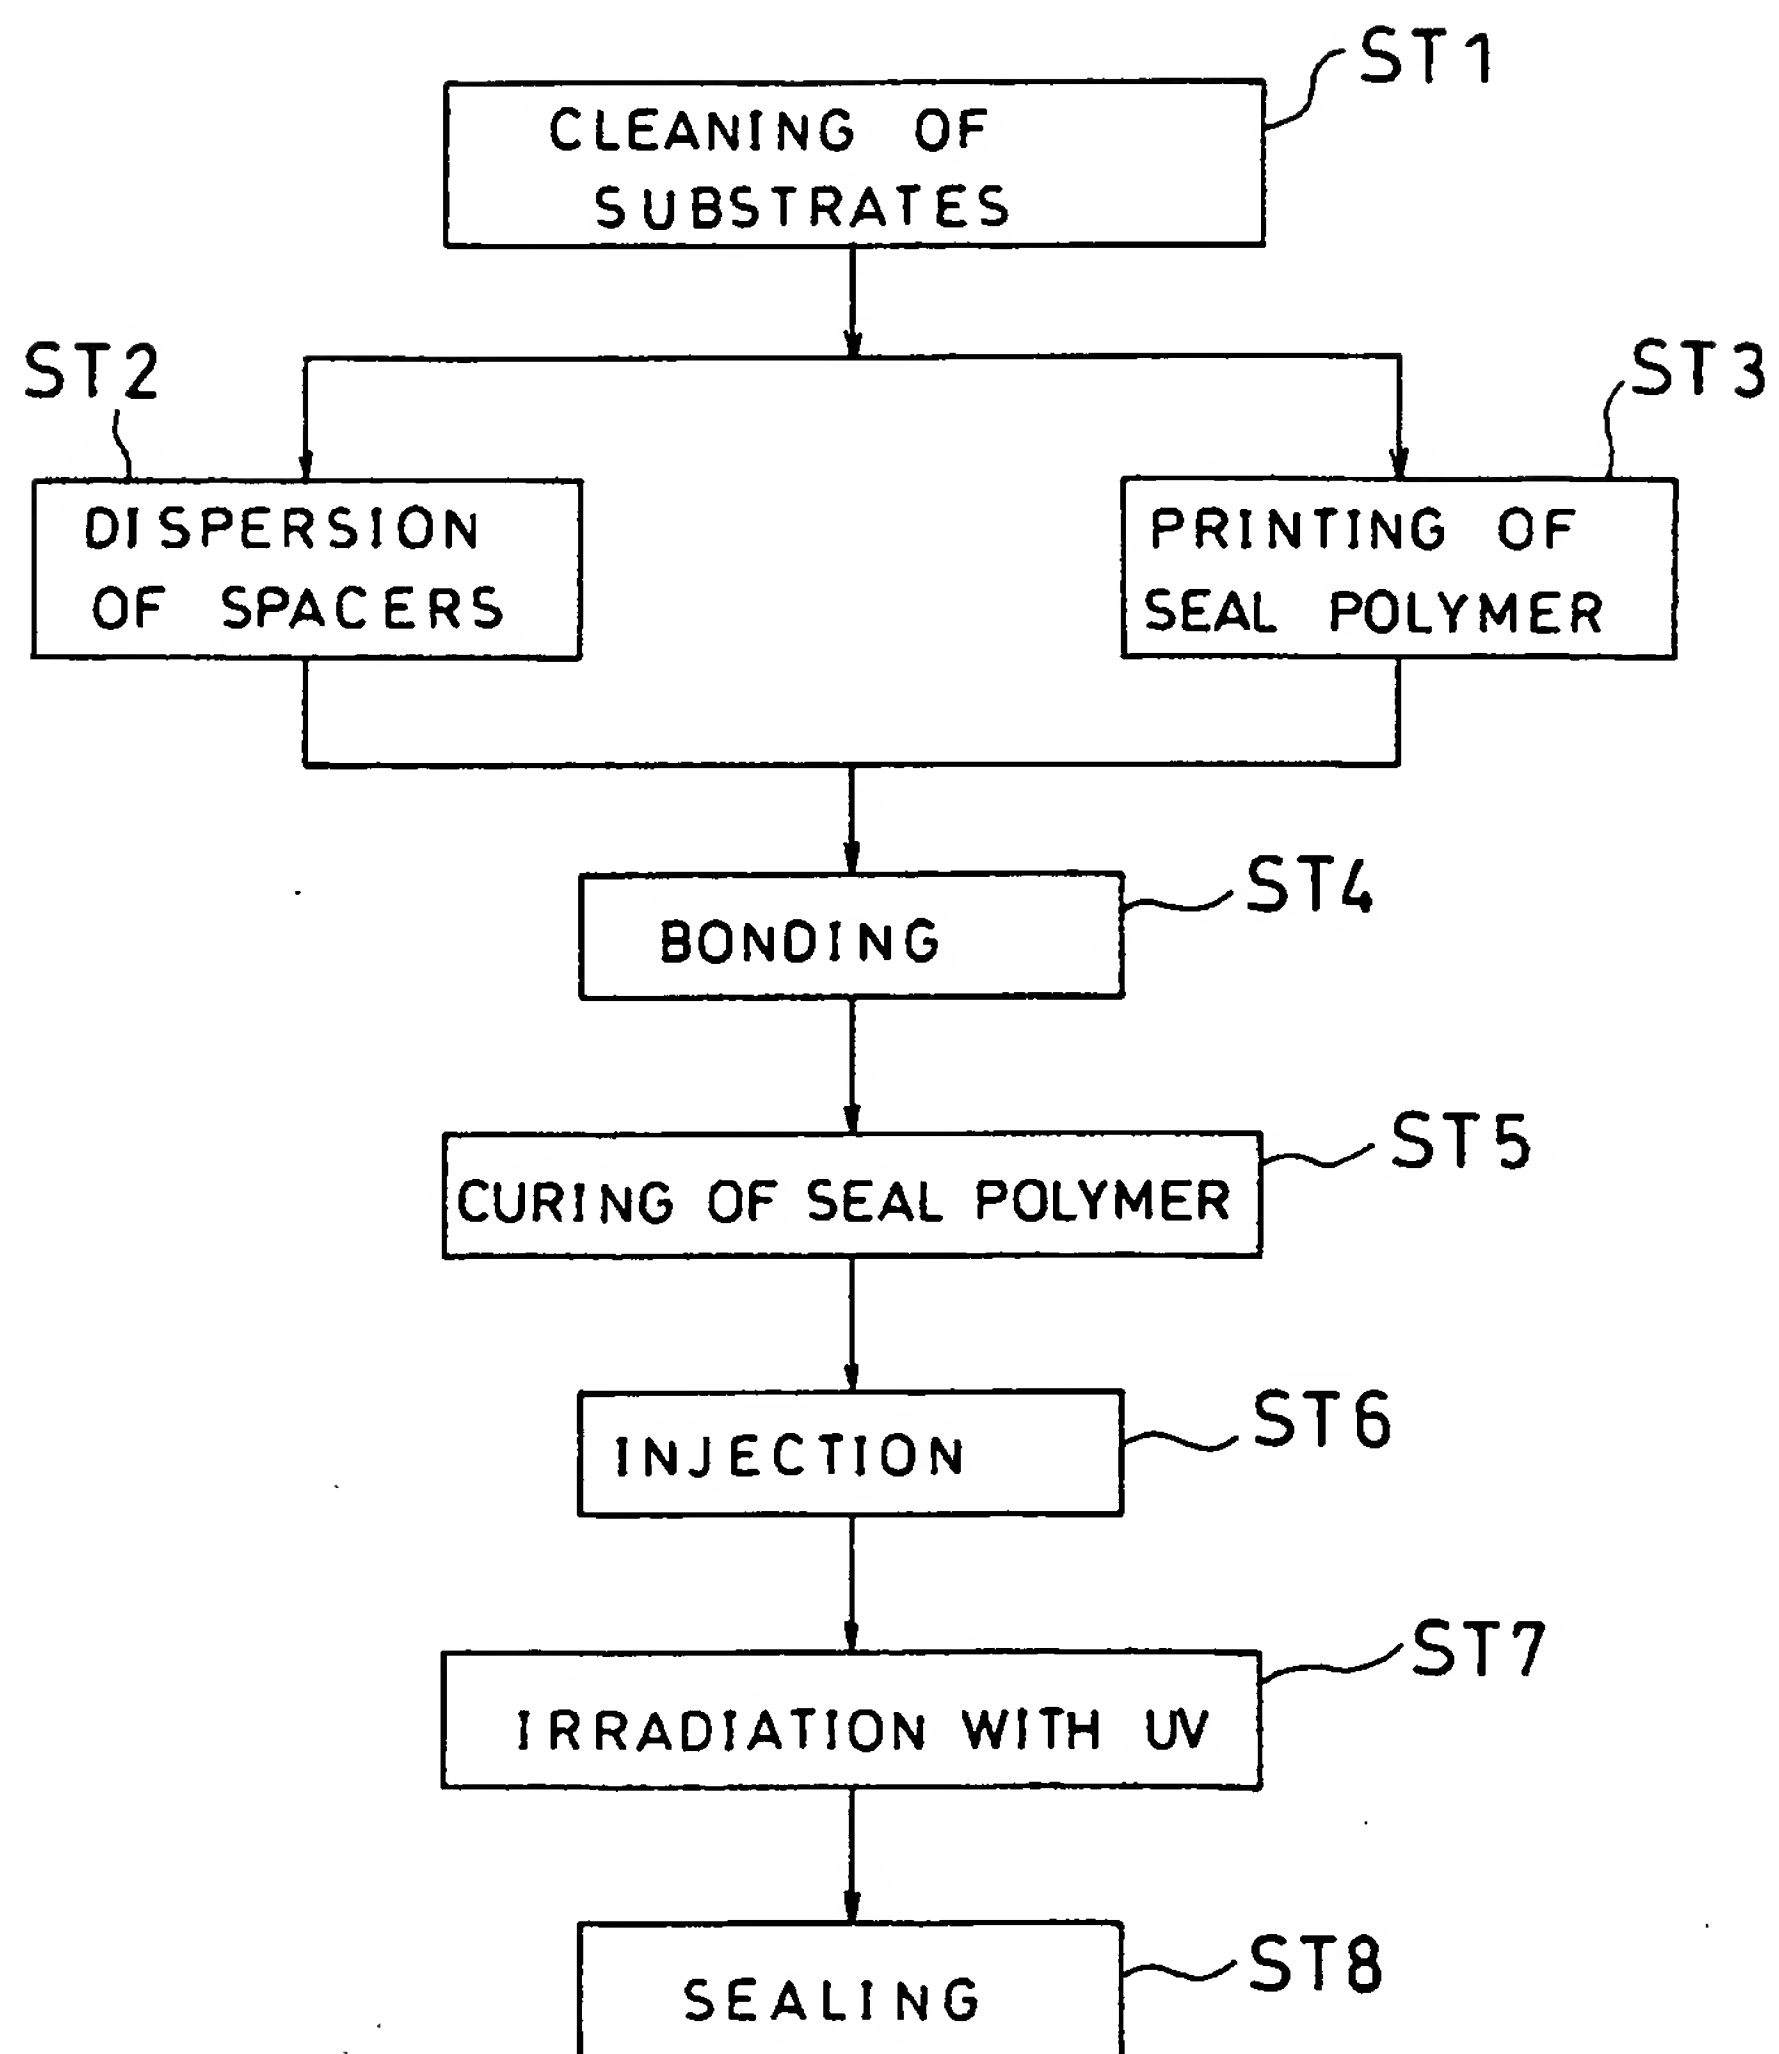 ST1
CLEANING OF
SUBSTRATES
ST2
ST3
DISPERSION
OF SPACERS
PRINTING OF
SEAL POLYMER
ST4
BONDING
ST5
CURING OF SEAL POLYMER
ST6
INJECTION
ST7
IRRADIATION WITH UV
ST8
SEALING